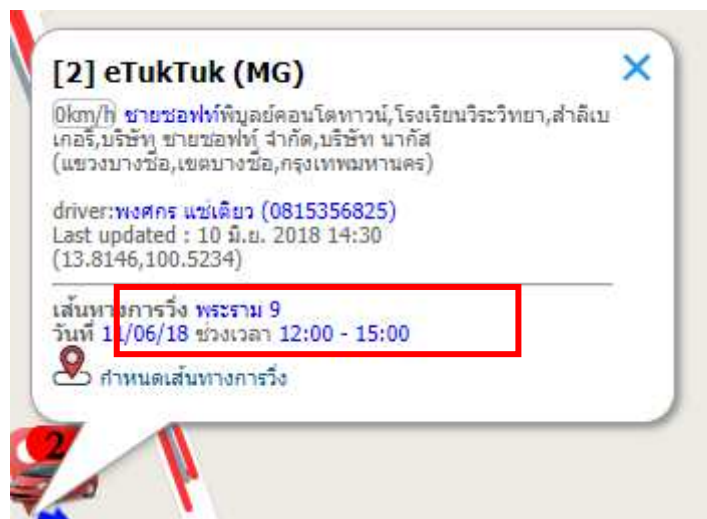 [2] eTukTuk (MG)
0km/h ชายซอฟท์พิบูลย์คอนโดทาวน์,โรงเรียนวิระวิทยา,สำลิเบ
เกอรี,บริษัท ชายซอฟท์ จำกัด,บริษัท นากัส
(แขวงบางซื่อ,เขตบางซื่อ,กรุงเทพมหานคร)
driver:พงศกร แซ่เตียว (0815356825)
Last updated : 10 มิ.ย. 2018 14:30
(13.8146,100.5234)
เส้นทางการวิ่ง พระราม 9
วันที่ 11/06/18 ช่วงเวลา 12:00 - 15:00
กำหนดเส้นทางการวิ่ง
2